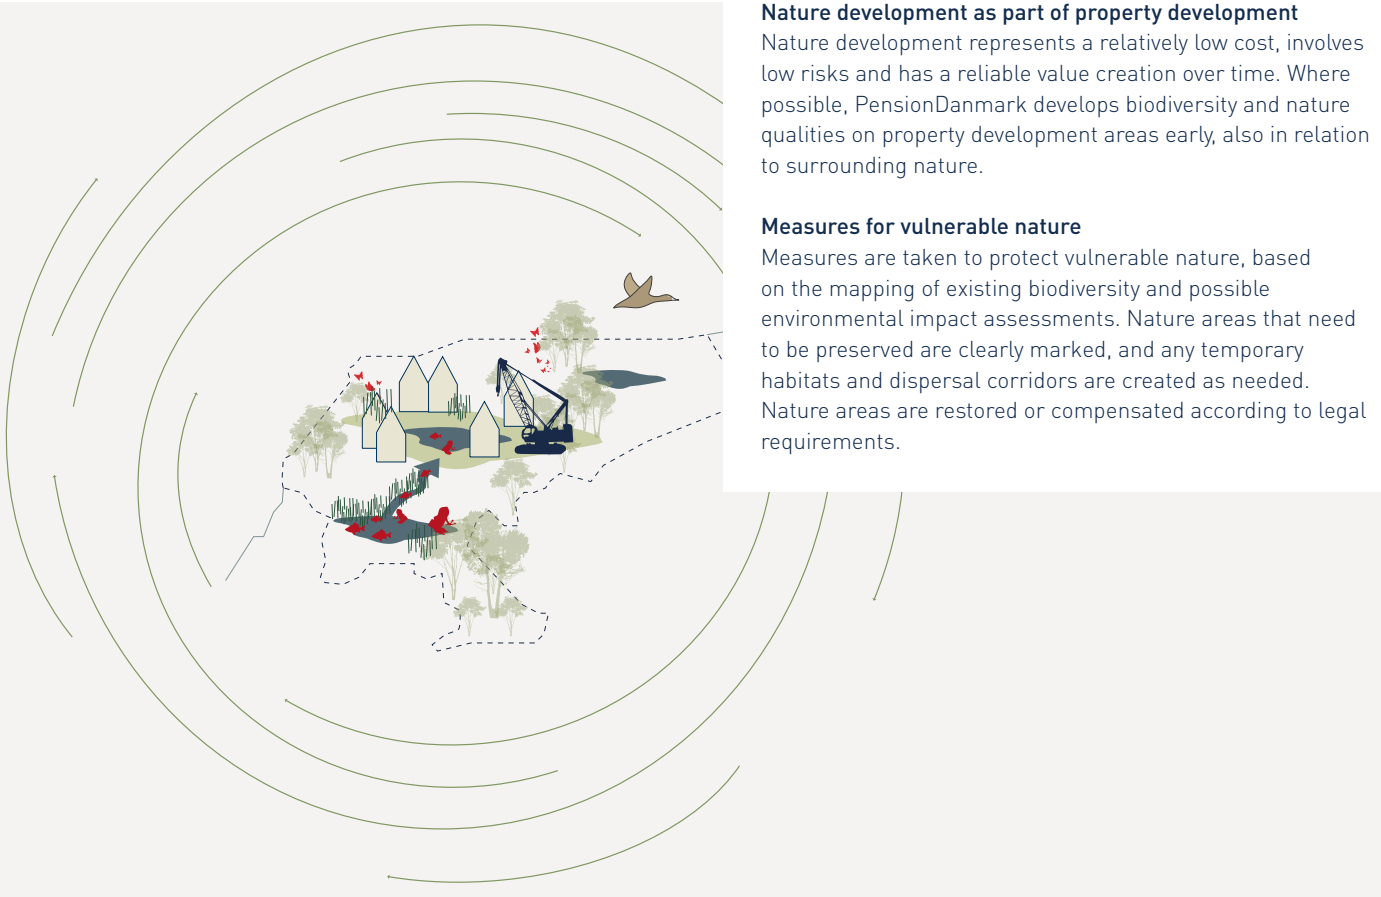 Nature development as part of property development
Nature development represents a relatively low cost, involves
low risks and has a reliable value creation over time. Where
possible, PensionDanmark develops biodiversity and nature
qualities on property development areas early, also in relation
to surrounding nature.
Measures for vulnerable nature
Measures are taken to protect vulnerable nature, based
on the mapping of existing biodiversity and possible
environmental impact assessments. Nature areas that need
to be preserved are clearly marked, and any temporary
habitats and dispersal corridors are created as needed.
Nature areas are restored or compensated according to legal
requirements.